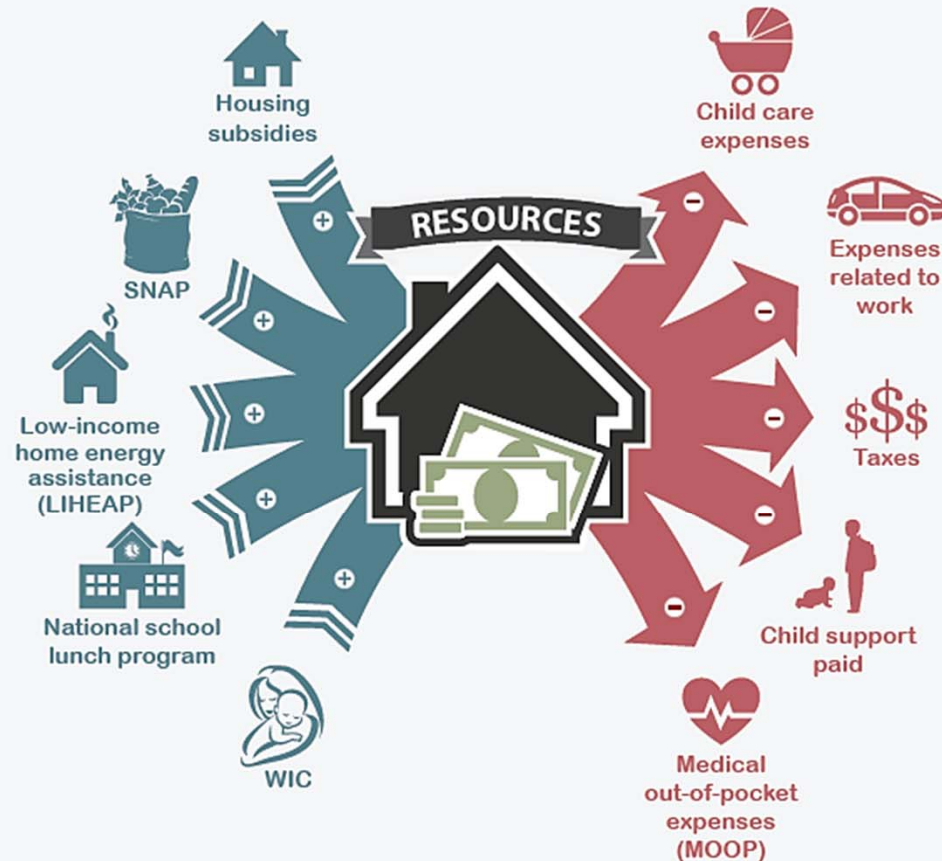 Housing
subsidies
SNAP
Low-income
home energy
assistance
(LIHEAP)
National school
lunch program
WIC
RESOURCES
Child care
expenses
Expenses
related to
work
$$$
Taxes
Child support
paid
Medical
out-of-pocket
expenses
(MOOP)